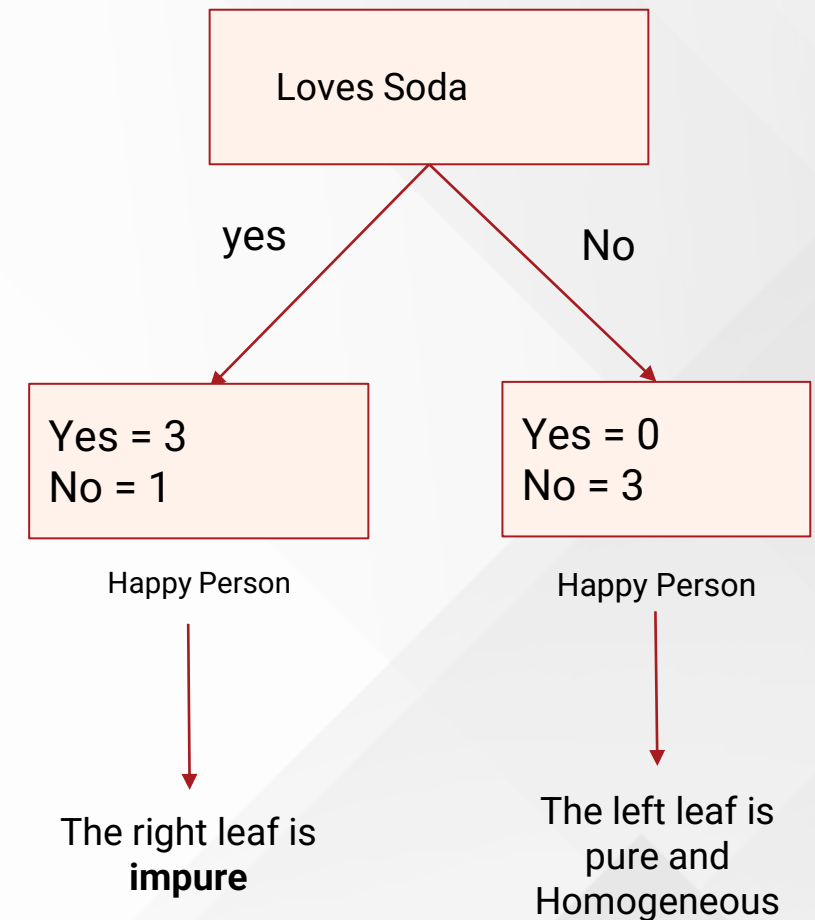 Loves Soda
yes
No
Yes = 3
No = 1
Yes = 0
No = 3
Happy Person
Happy Person
The right leaf is
impure
The left leaf is
pure and
Homogeneous